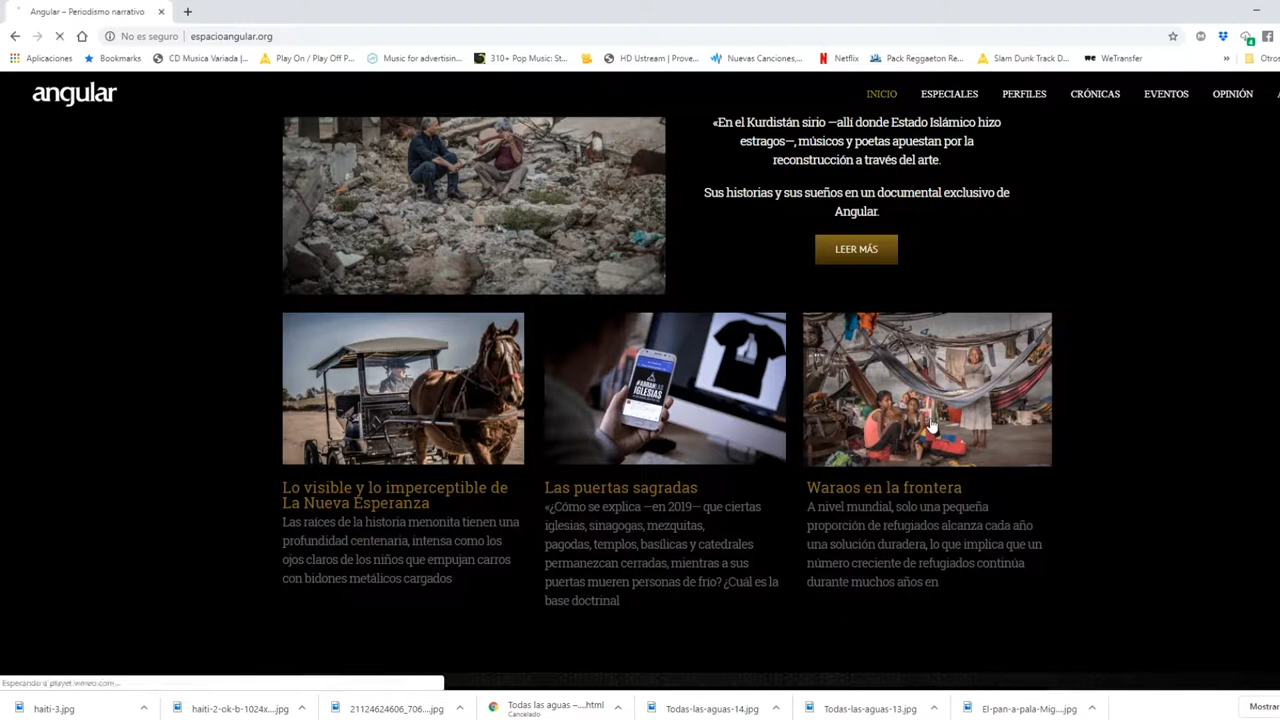 Angular – Periodismo narrativo
No es seguro
espacioangular.org
Aplicaciones
Bookmarks
CD Musica Variada |...
Play On / Play Off P...
Music for advertisin...
310+ Pop Music: St...
HD Ustream | Prove...
Nuevas Canciones,...
Netflix
Pack Reggaeton Re...
Slam Dunk Track D...
WeTransfer
»
Otros
angular
INICIO
ESPECIALES
PERFILES
CRÓNICAS
EVENTOS
OPINIÓN
«En el Kurdistán sirio —allí donde Estado Islámico hizo
estragos—, músicos y poetas apuestan por la
reconstrucción a través del arte.
Sus historias y sus sueños en un documental exclusivo de
Angular.
LEER MÁS
#ABRAN LAS
IGLESIAS
Lo visible y lo imperceptible de
La Nueva Esperanza
Las raíces de la historia menonita tienen una
profundidad centenaria, intensa como los
ojos claros de los niños que empujan carros
con bidones metálicos cargados
Las puertas sagradas
«¿Cómo se explica —en 2019— que ciertas
iglesias, sinagogas, mezquitas,
pagodas, templos, basílicas y catedrales
permanezcan cerradas, mientras a sus
puertas mueren personas de frío? ¿Cuál es la
base doctrinal
Waraos en la frontera
A nivel mundial, solo una pequeña
proporción de refugiados alcanza cada año
una solución duradera, lo que implica que un
número creciente de refugiados continúa
durante muchos años en
Esperando a player.vimeo.com...
haiti-3.jpg
haiti-2-ok-b-1024x....jpg
21124624606_706....jpg
Todas las aguas –....html
Cancelado
Todas-las-aguas-14.jpg
Todas-las-aguas-13.jpg
El-pan-a-pala-Mig....jpg
Mostrar